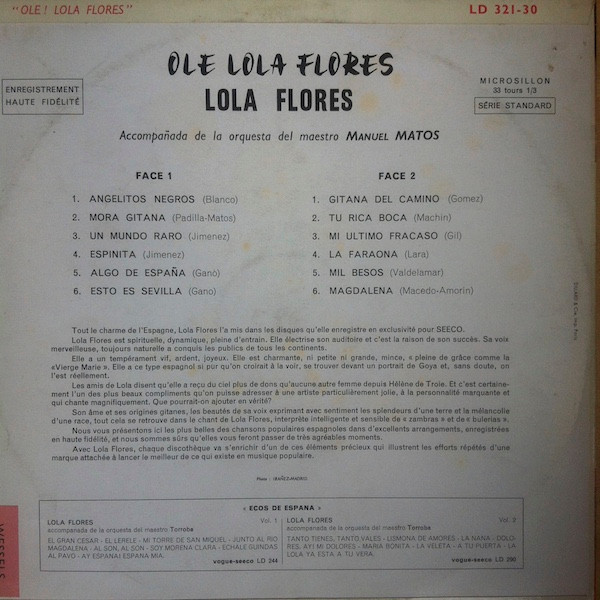 "OLE! LOLA FLORES"
LD 321-30
OLE LOLA FLORES
LOLA FLORES
ENREGISTREMENT
HAUTE FIDÉLITÉ
MICROSILLON
33 tours 1/3
SÉRIE STANDARD
Accompañada de la orquesta del maestro MANUEL MATOS
FACE 1
1. ANGELITOS NEGROS (Blanco)
2. MORA GITANA (Padilla-Matos)
3. UN MUNDO RARO (Jimenez)
4. ESPINITA (Jimenez)
5. ALGO DE ESPAÑA (Gano)
6. ESTO ES SEVILLA (Gano)
FACE 2
1. GITANA DEL CAMINO (Gomez)
2. TU RICA BOCA (Machin)
3. MI ULTIMO FRACASO (Gil)
4. LA FARAONA (Lara)
5. MIL BESOS (Valdelamar)
6. MAGDALENA (Macedo-Amorin)
Tout le charme de l'Espagne, Lola Flores l'a mis dans les disques qu'elle enregistre en exclusivité pour SEECO.
Lola Flores est spirituelle, dynamique, pleine d'entrain. Elle électrise son auditoire et c'est la raison de son succès. Sa voix
merveilleuse, toujours naturelle a conquis les publics de tous les continents.
Elle a un tempérament vif, ardent, joyeux. Elle est charmante, ni petite ni grande, mince, « pleine de grâce comme la
«Vierge Marie ». Elle a ce type espagnol si pur qu'on croirait à la voir, se trouver devant un portrait de Goya et, sans doute, on
l'est réellement.
Les amis de Lola disent qu'elle a reçu du ciel plus de dons qu'aucune autre femme depuis Hélène de Troie. Et c'est certaine-
ment l'un des plus beaux compliments qu'on puisse adresser à une artiste particulièrement jolie, à la personnalité marquante et
qui chante magnifiquement. Que pourrait-on ajouter en vérité?
Son âme et ses origines gitanes, les beautés de sa voix exprimant avec sentiment les splendeurs d'une terre et la mélancolie
d'une race, tout cela se retrouve dans le chant de Lola Flores, interprète intelligente et sensible de « zambras » et de « bulerias ».
Nous vous présentons ici les plus belles des chansons populaires espagnoles dans d'excellents arrangements, enregistrées
en haute fidélité, et nous sommes sûrs qu'elles vous feront passer de très agréables moments.
Avec Lola Flores, chaque discothèque va s'enrichir d'un de ces éléments précieux qui illustrent les efforts répétés d'une
marque attachée à lancer le meilleur de ce qui existe en musique populaire.
Photo : IBAÑEZ-MADRID
« ECOS DE ESPANA »
LOLA FLORES Vol. 1
accompanada de la orquesta del maestro Torroba
EL GRAN CESAR - EL LERELE - MI TORRE DE SAN MIQUEL - JUNTO AL RIO
MAGDALENA - AL SON, AL SON - SOY MORENA CLARA - ECHALE GUINDAS
AL PAVO - AY ESPANA! ESPANA MIA.
vogue-seeco LD 244
LOLA FLORES Vol. 2
accompanada de la orquesta del maestro Torroba
TANTO TIENES, TANTO VALES - LISMONA DE AMORES - LA NANA - DOLO-
RES, AY! MI DOLORES - MARIA BONITA - LA VELETA - A TU PUERTA - LA
LOLA YA ESTA A TU VERA.
vogue-seeco LD 290